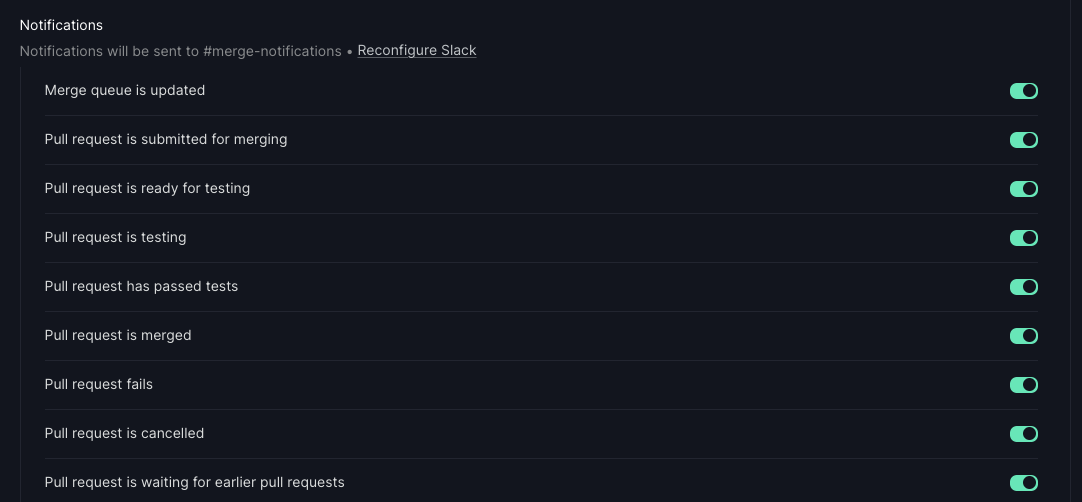 Notifications
Notifications will be sent to #merge-notifications • Reconfigure Slack
Merge queue is updated
Pull request is submitted for merging
Pull request is ready for testing
Pull request is testing
Pull request has passed tests
Pull request is merged
Pull request fails
Pull request is cancelled
Pull request is waiting for earlier pull requests